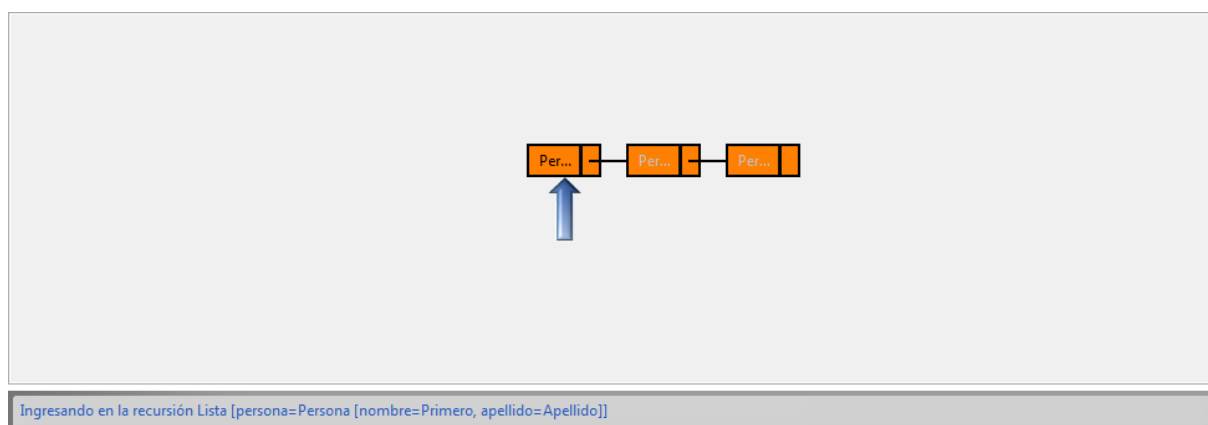 Per... Per... Per...
Ingresando en la recursión Lista [persona=Persona [nombre=Primero, apellido=Apellido]]